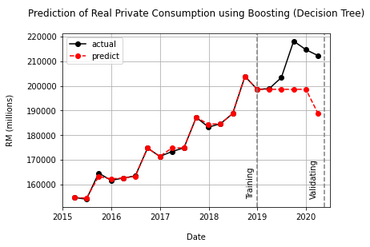 Prediction of Real Private Consumption using Boosting (Decision Tree)
220000
210000
200000
190000
180000
170000
160000
RM (millions)
actual
predict
Training
Validating
2015
2016
2017
2018
2019
2020
Date